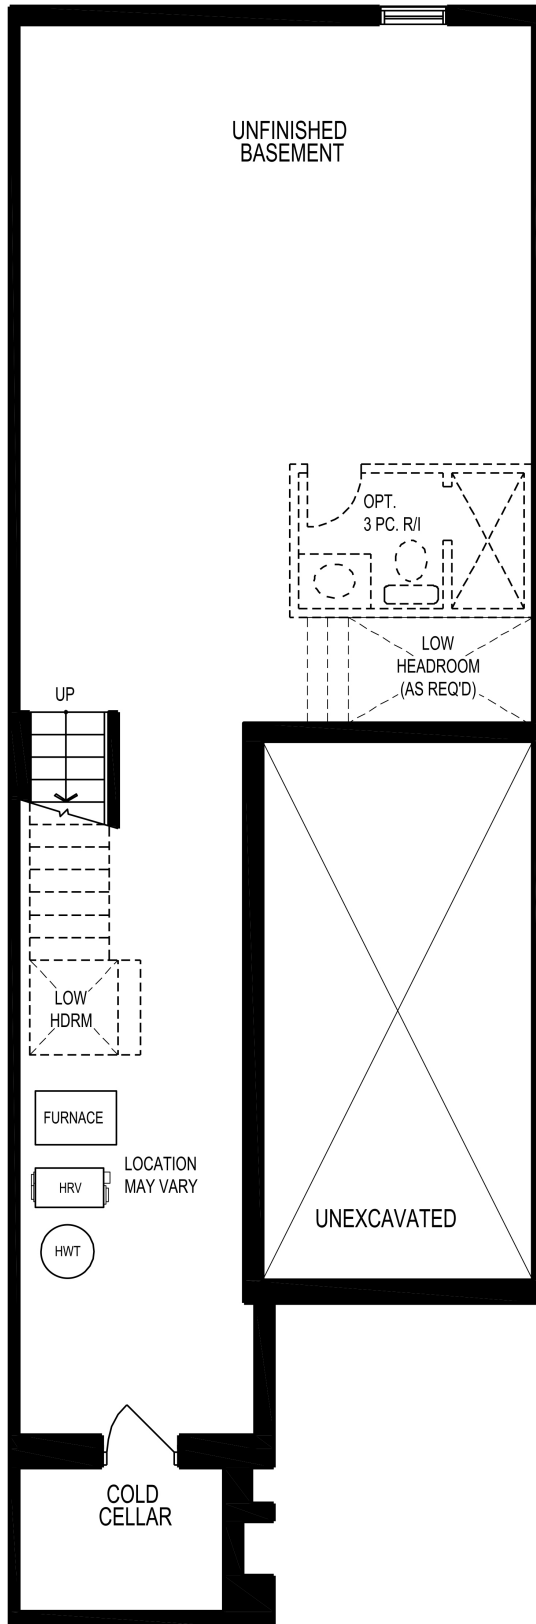 UNFINISHED
BASEMENT
OPT.
3 PC. R/I
LOW
HEADROOM
(AS REQ'D)
UP
LOW
HDRM
FURNACE
HRV
LOCATION
MAY VARY
HWT
UNEXCAVATED
COLD
CELLAR